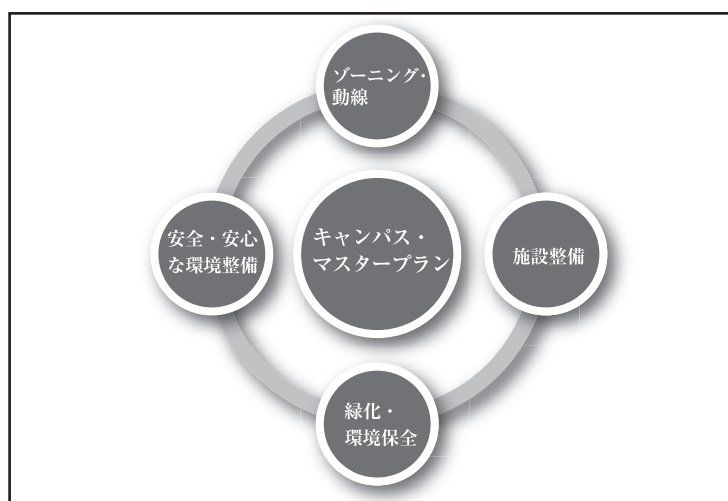 ゾーニング・
動線
安全・安心
な環境整備
キャンパス・
マスタープラン
施設整備
緑化・
環境保全